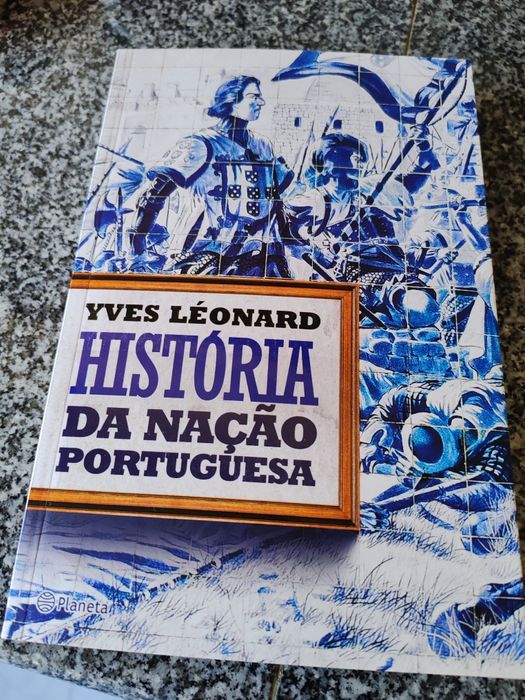 YVES LÉONARD
HISTÓRIA
DA NAÇÃO
PORTUGUESA
Planeta